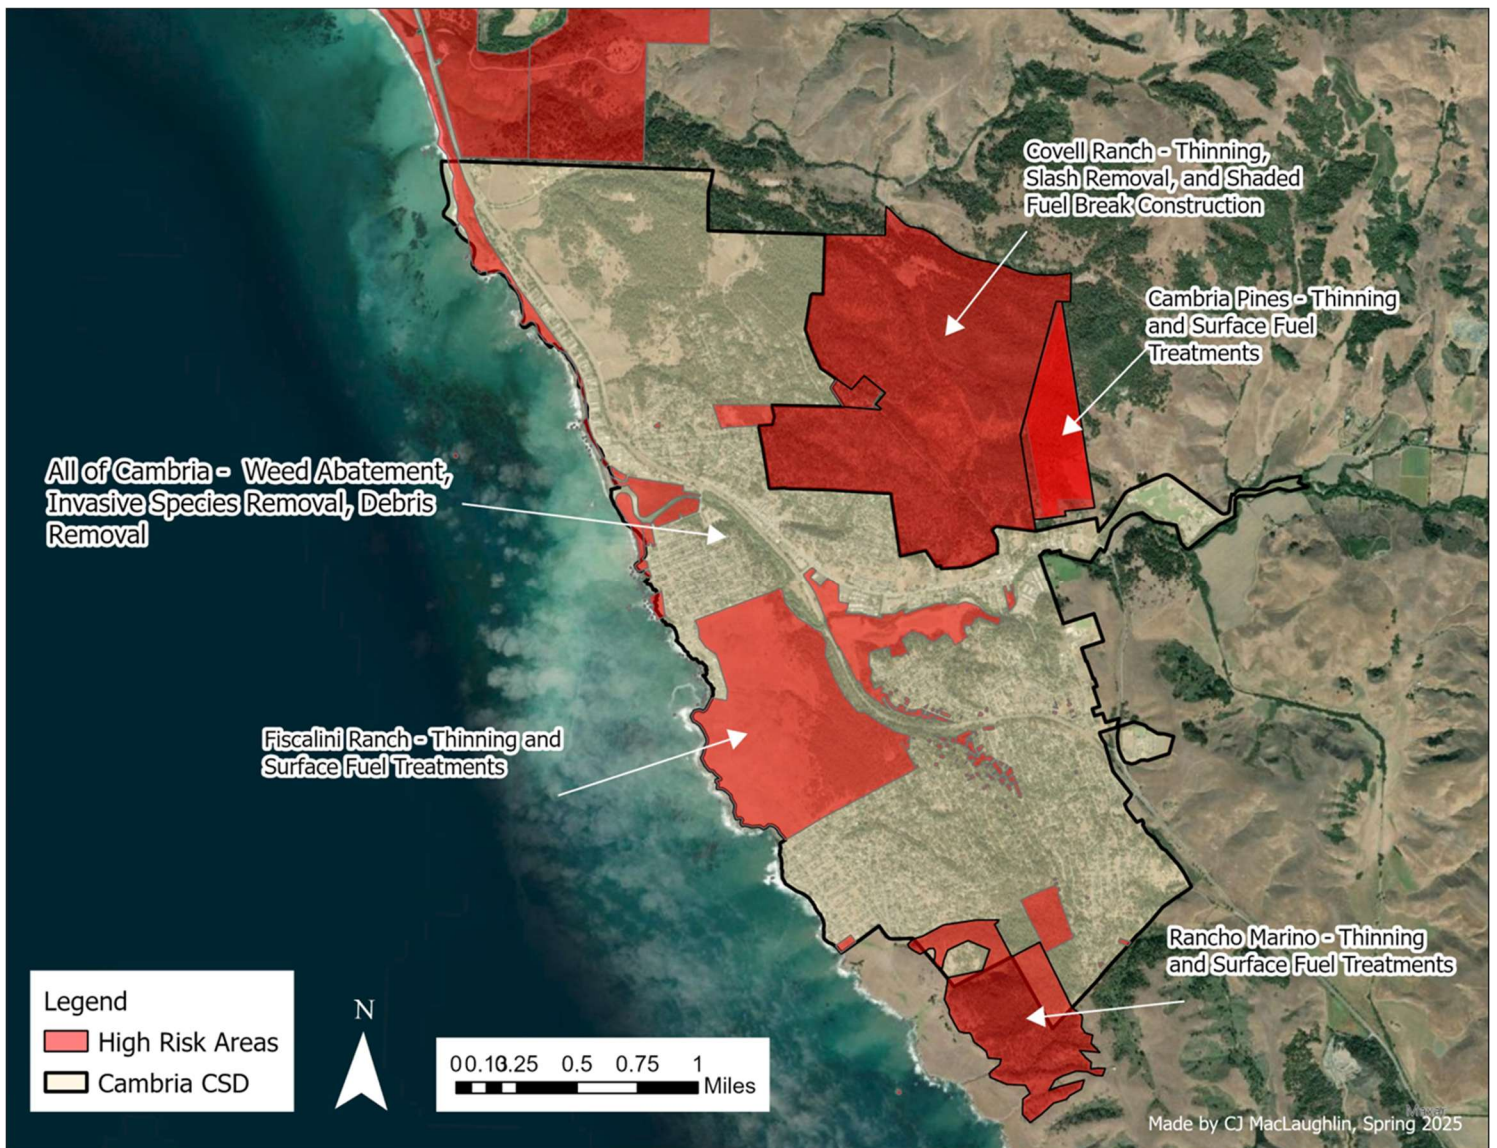 Covell Ranch - Thinning,
Slash Removal, and Shaded
Fuel Break Construction
Cambria Pines - Thinning
and Surface Fuel
Treatments
All of Cambria - Weed Abatement,
Invasive Species Removal, Debris
Removal
Fiscalini Ranch - Thinning and
Surface Fuel Treatments
Rancho Marino - Thinning
and Surface Fuel Treatments
Legend
High Risk Areas
Cambria CSD
N
0 0.5 0.75 1
Miles
Maxar
Made by CJ MacLaughlin, Spring 2025